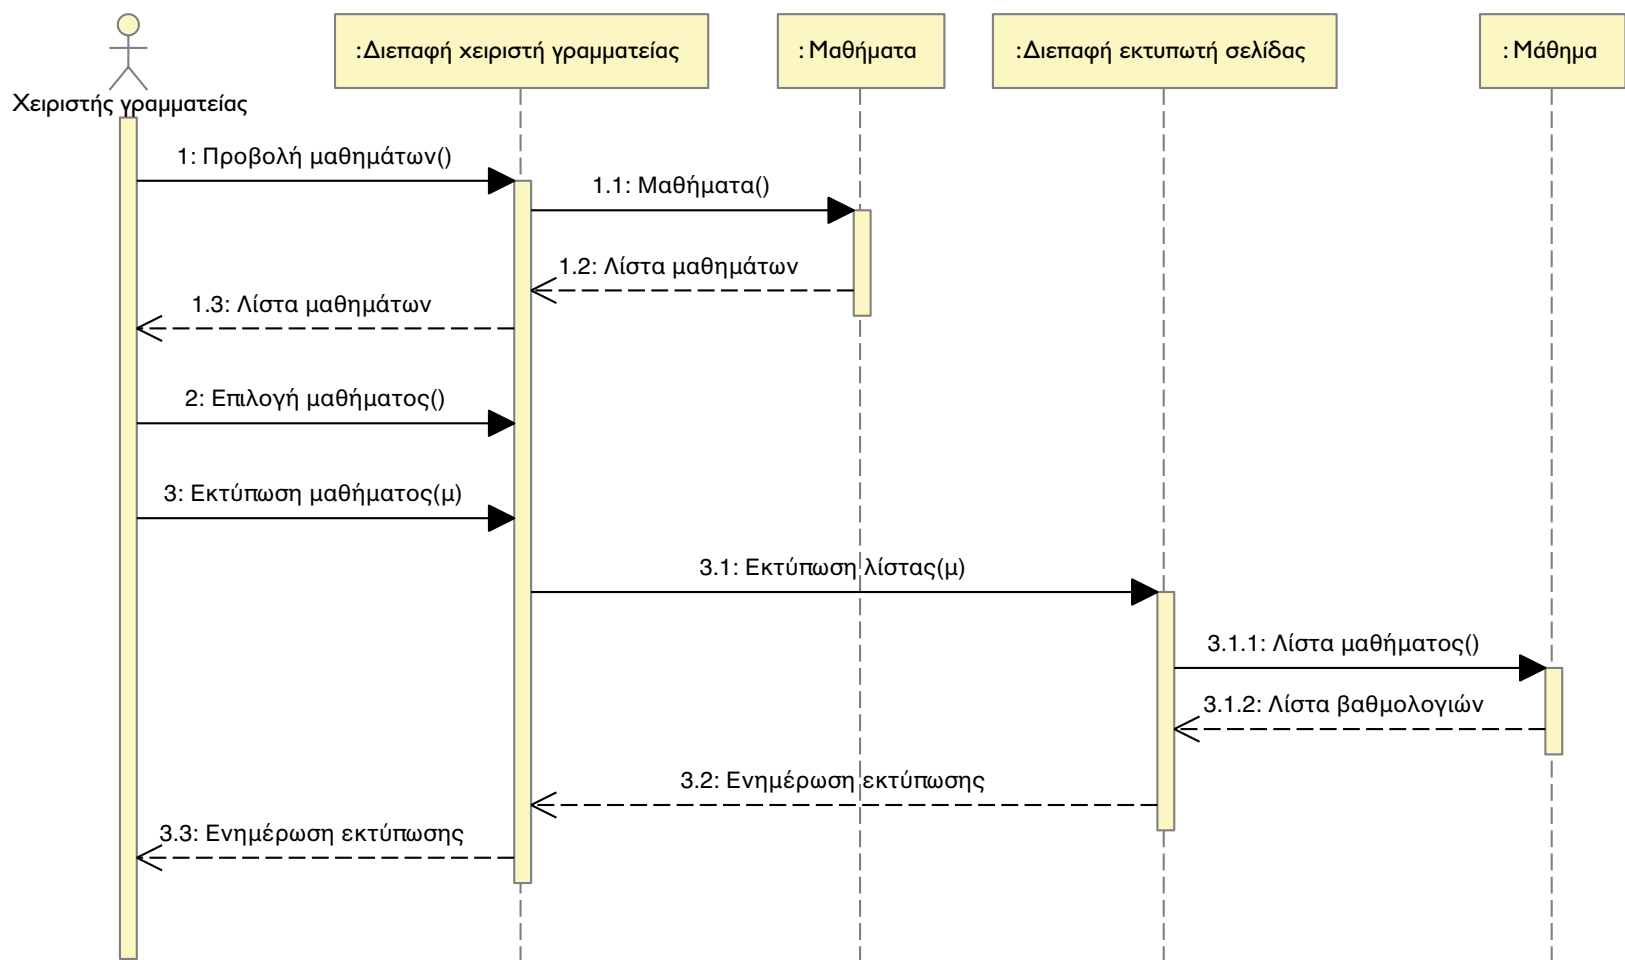 :Διεπαφή χειριστή γραμματείας
: Μαθήματα
:Διεπαφή εκτυπωτή σελίδας
: Μάθημα
Χειριστής γραμματείας
1: Προβολή μαθημάτων()
1.1: Μαθήματα()
1.2: Λίστα μαθημάτων
1.3: Λίστα μαθημάτων
2: Επιλογή μαθήματος()
3: Εκτύπωση μαθήματος(μ)
3.1: Εκτύπωση λίστας(μ)
3.1.1: Λίστα μαθήματος()
3.1.2: Λίστα βαθμολογιών
3.2: Ενημέρωση εκτύπωσης
3.3: Ενημέρωση εκτύπωσης